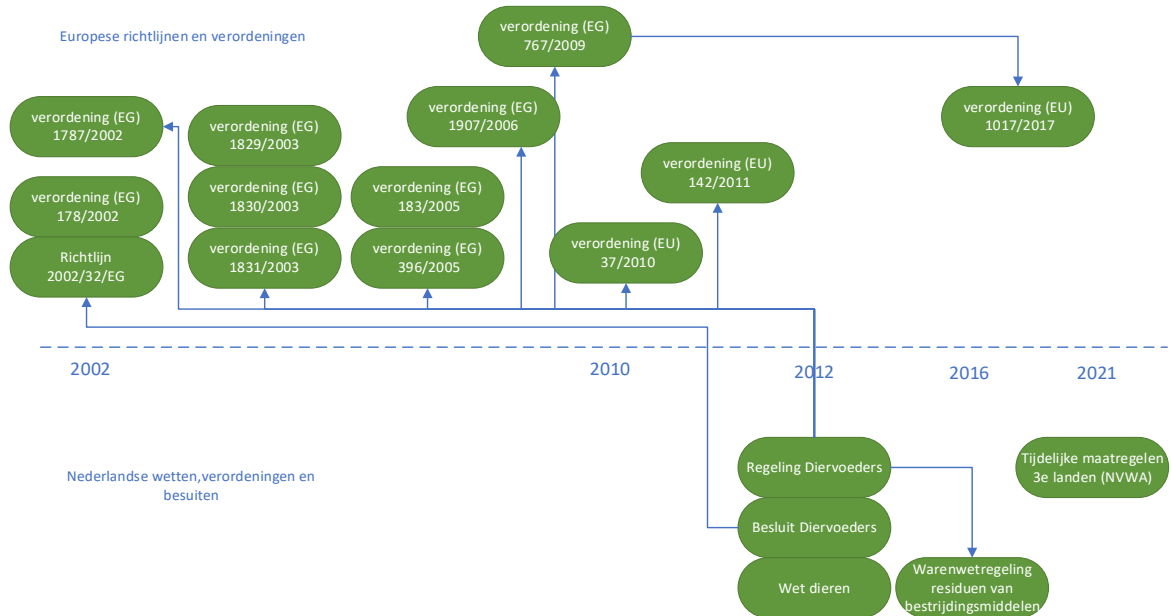 Europese richtlijnen en verordeningen
verordening (EG)
767/2009
verordening (EG)
1787/2002
verordening (EG)
1829/2003
verordening (EG)
1907/2006
verordening (EU)
1017/2017
verordening (EU)
142/2011
verordening (EG)
178/2002
verordening (EG)
1830/2003
verordening (EG)
183/2005
Richtlijn
2002/32/EG
verordening (EG)
1831/2003
verordening (EG)
396/2005
verordening (EU)
37/2010
2002
2010
2012
2016
2021
Nederlandse wetten,verordeningen en
besuiten
Regeling Diervoeders
Tijdelijke maatregelen
3e landen (NVWA)
Besluit Diervoeders
Wet dieren
Warenwetregeling
residuen van
bestrijdingsmiddelen